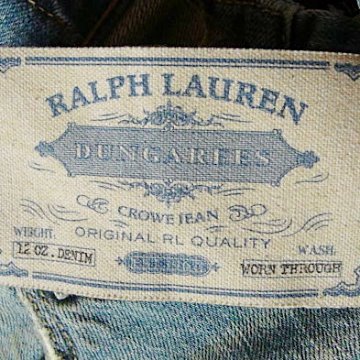 RALPH LAUREN
DUNGAREES
CROWE JEAN
ORIGINAL RL QUALITY
WEIGHT
12 OZ. DENIM
WASH
WORN THROUGH